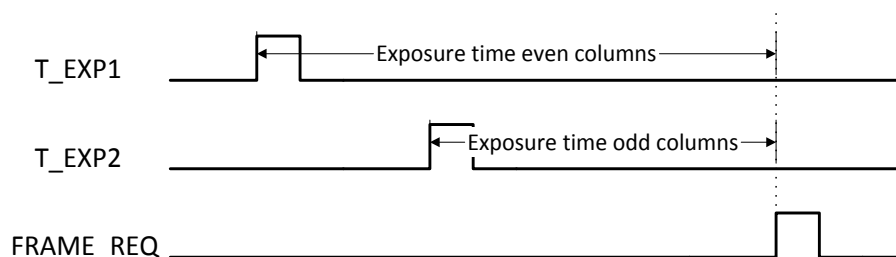 Exposure time even columns
T_EXP1
Exposure time odd columns
T_EXP2
FRAME_REQ